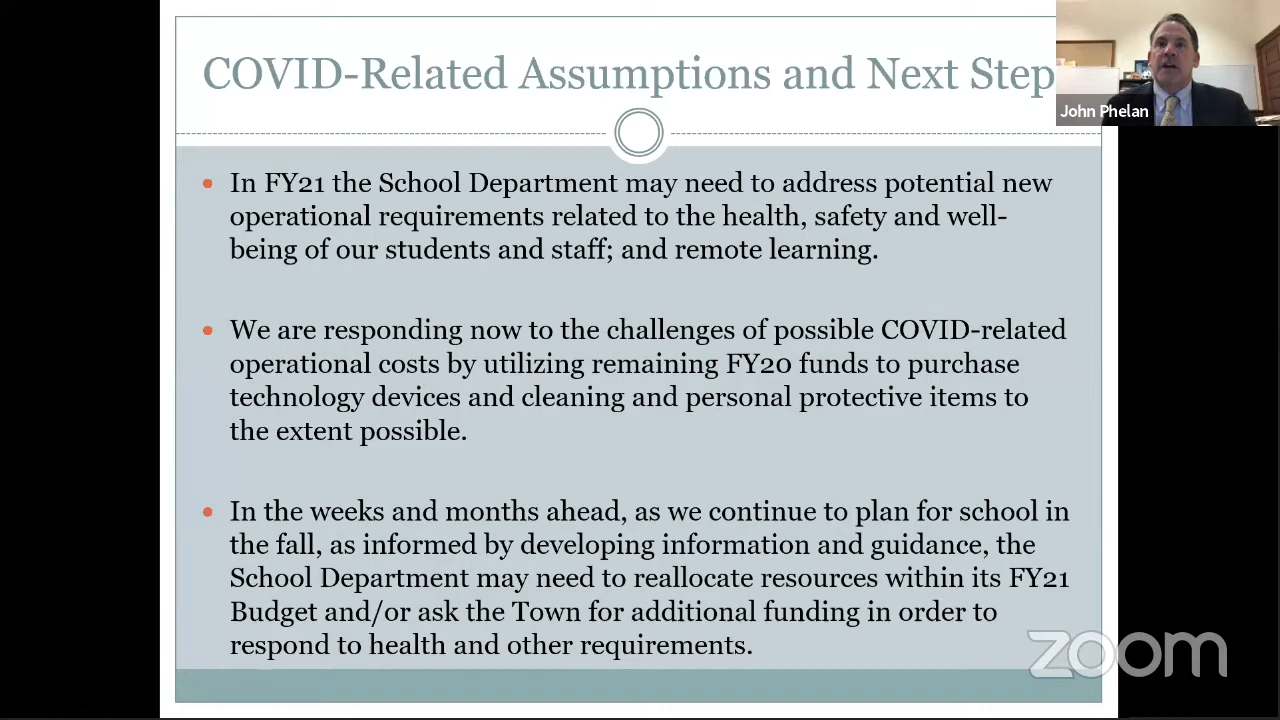 COVID-Related Assumptions and Next Step
John Phelan
• In FY21 the School Department may need to address potential new
operational requirements related to the health, safety and well-
being of our students and staff; and remote learning.
• We are responding now to the challenges of possible COVID-related
operational costs by utilizing remaining FY20 funds to purchase
technology devices and cleaning and personal protective items to
the extent possible.
• In the weeks and months ahead, as we continue to plan for school in
the fall, as informed by developing information and guidance, the
School Department may need to reallocate resources within its FY21
Budget and/or ask the Town for additional funding in order to
respond to health and other requirements.
zoom